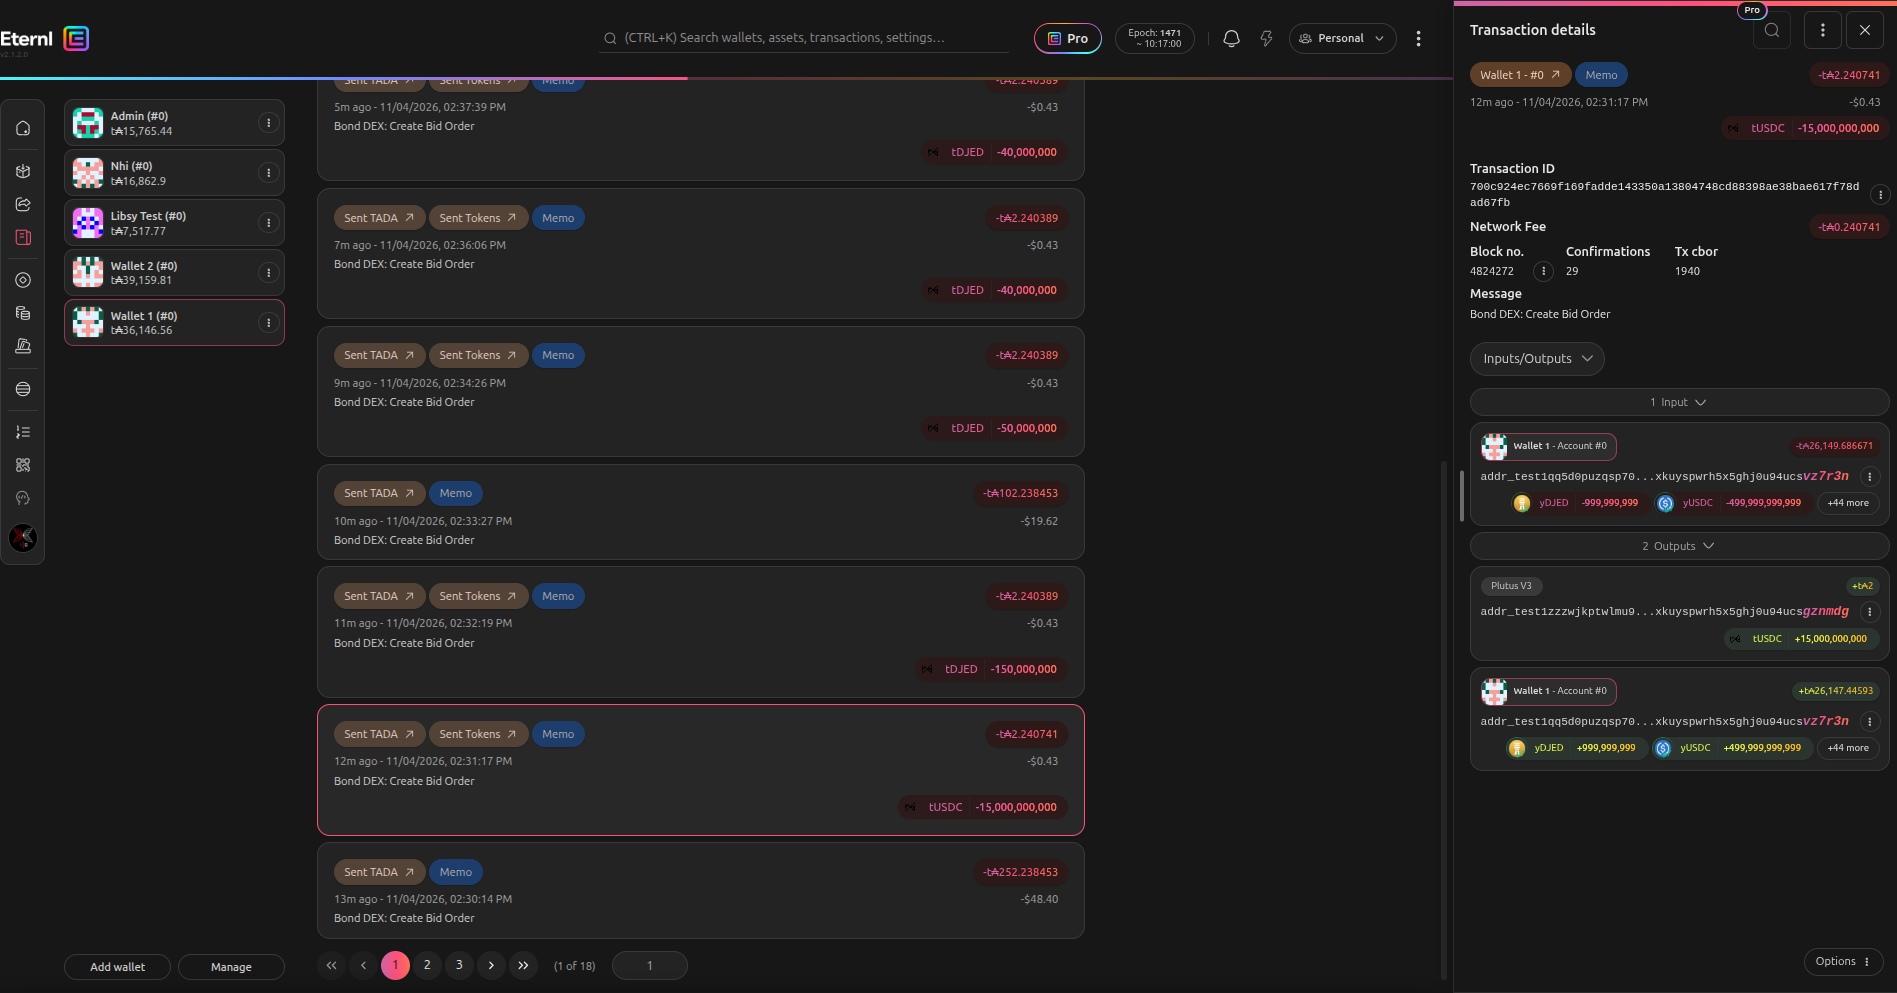 Eternl
v2.1.2.0
(CTRL+K) Search wallets, assets, transactions, settings...
Pro
Epoch: 1471
~ 10:17:00
Personal
Admin (#0)
t₳15,765.44
Nhi (#0)
t₳16,862.9
Libsy Test (#0)
t₳7,517.77
Wallet 2 (#0)
t₳39,159.81
Wallet 1 (#0)
t₳36,146.56
Add wallet
Manage
Sent TADA Sent Tokens Memo -t₳2.240389
5m ago - 11/04/2026, 02:37:39 PM -$0.43
Bond DEX: Create Bid Order
tDJED -40,000,000
Sent TADA Sent Tokens Memo -t₳2.240389
7m ago - 11/04/2026, 02:36:06 PM -$0.43
Bond DEX: Create Bid Order
tDJED -40,000,000
Sent TADA Sent Tokens Memo -t₳2.240389
9m ago - 11/04/2026, 02:34:26 PM -$0.43
Bond DEX: Create Bid Order
tDJED -50,000,000
Sent TADA Memo -t₳102.238453
10m ago - 11/04/2026, 02:33:27 PM -$19.62
Bond DEX: Create Bid Order
Sent TADA Sent Tokens Memo -t₳2.240389
11m ago - 11/04/2026, 02:32:19 PM -$0.43
Bond DEX: Create Bid Order
tDJED -150,000,000
Sent TADA Sent Tokens Memo -t₳2.240741
12m ago - 11/04/2026, 02:31:17 PM -$0.43
Bond DEX: Create Bid Order
tUSDC -15,000,000,000
Sent TADA Memo -t₳252.238453
13m ago - 11/04/2026, 02:30:14 PM -$48.40
Bond DEX: Create Bid Order
1 2 3 (1 of 18) 1
Pro
Transaction details
Wallet 1 - #0 Memo -t₳2.240741
12m ago - 11/04/2026, 02:31:17 PM -$0.43
tUSDC -15,000,000,000
Transaction ID
700c924ec7669f169fadde143350a13804748cd88398ae38bae617f78d
ad67fb
Network Fee -t₳0.240741
Block no. Confirmations Tx cbor
4824272 29 1940
Message
Bond DEX: Create Bid Order
Inputs/Outputs
1 Input
Wallet 1 - Account #0 -t₳26,149.686671
addr_test1qq5d0puzqsp70...xkuyspwrh5x5ghj0u94ucsvz7r3n
yDJED -999,999,999 yUSDC -499,999,999,999 +44 more
2 Outputs
Plutus V3 +t₳2
addr_test1zzzwjkptwlmu9...xkuyspwrh5x5ghj0u94ucsgznmdg
tUSDC +15,000,000,000
Wallet 1 - Account #0 +t₳26,147.44593
addr_test1qq5d0puzqsp70...xkuyspwrh5x5ghj0u94ucsvz7r3n
yDJED +999,999,999 yUSDC +499,999,999,999 +44 more
Options